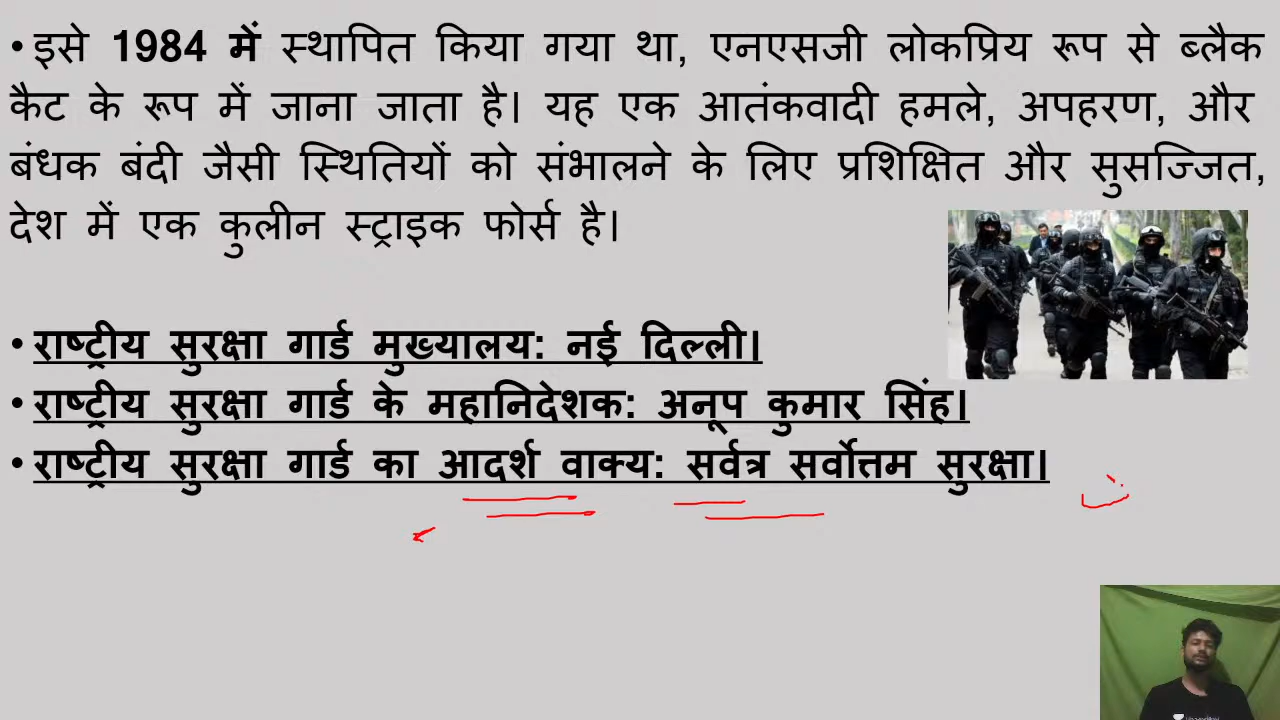 • इसे 1984 में स्थापित किया गया था, एनएसजी लोकप्रिय रूप से ब्लैक
कैट के रूप में जाना जाता है। यह एक आतंकवादी हमले, अपहरण, और
बंधक बंदी जैसी स्थितियों को संभालने के लिए प्रशिक्षित और सुसज्जित,
देश में एक कुलीन स्ट्राइक फोर्स है।
• राष्ट्रीय सुरक्षा गार्ड मुख्यालय: नई दिल्ली।
• राष्ट्रीय सुरक्षा गार्ड के महानिदेशक: अनूप कुमार सिंह।
• राष्ट्रीय सुरक्षा गार्ड का आदर्श वाक्य: सर्वत्र सर्वोत्तम सुरक्षा।